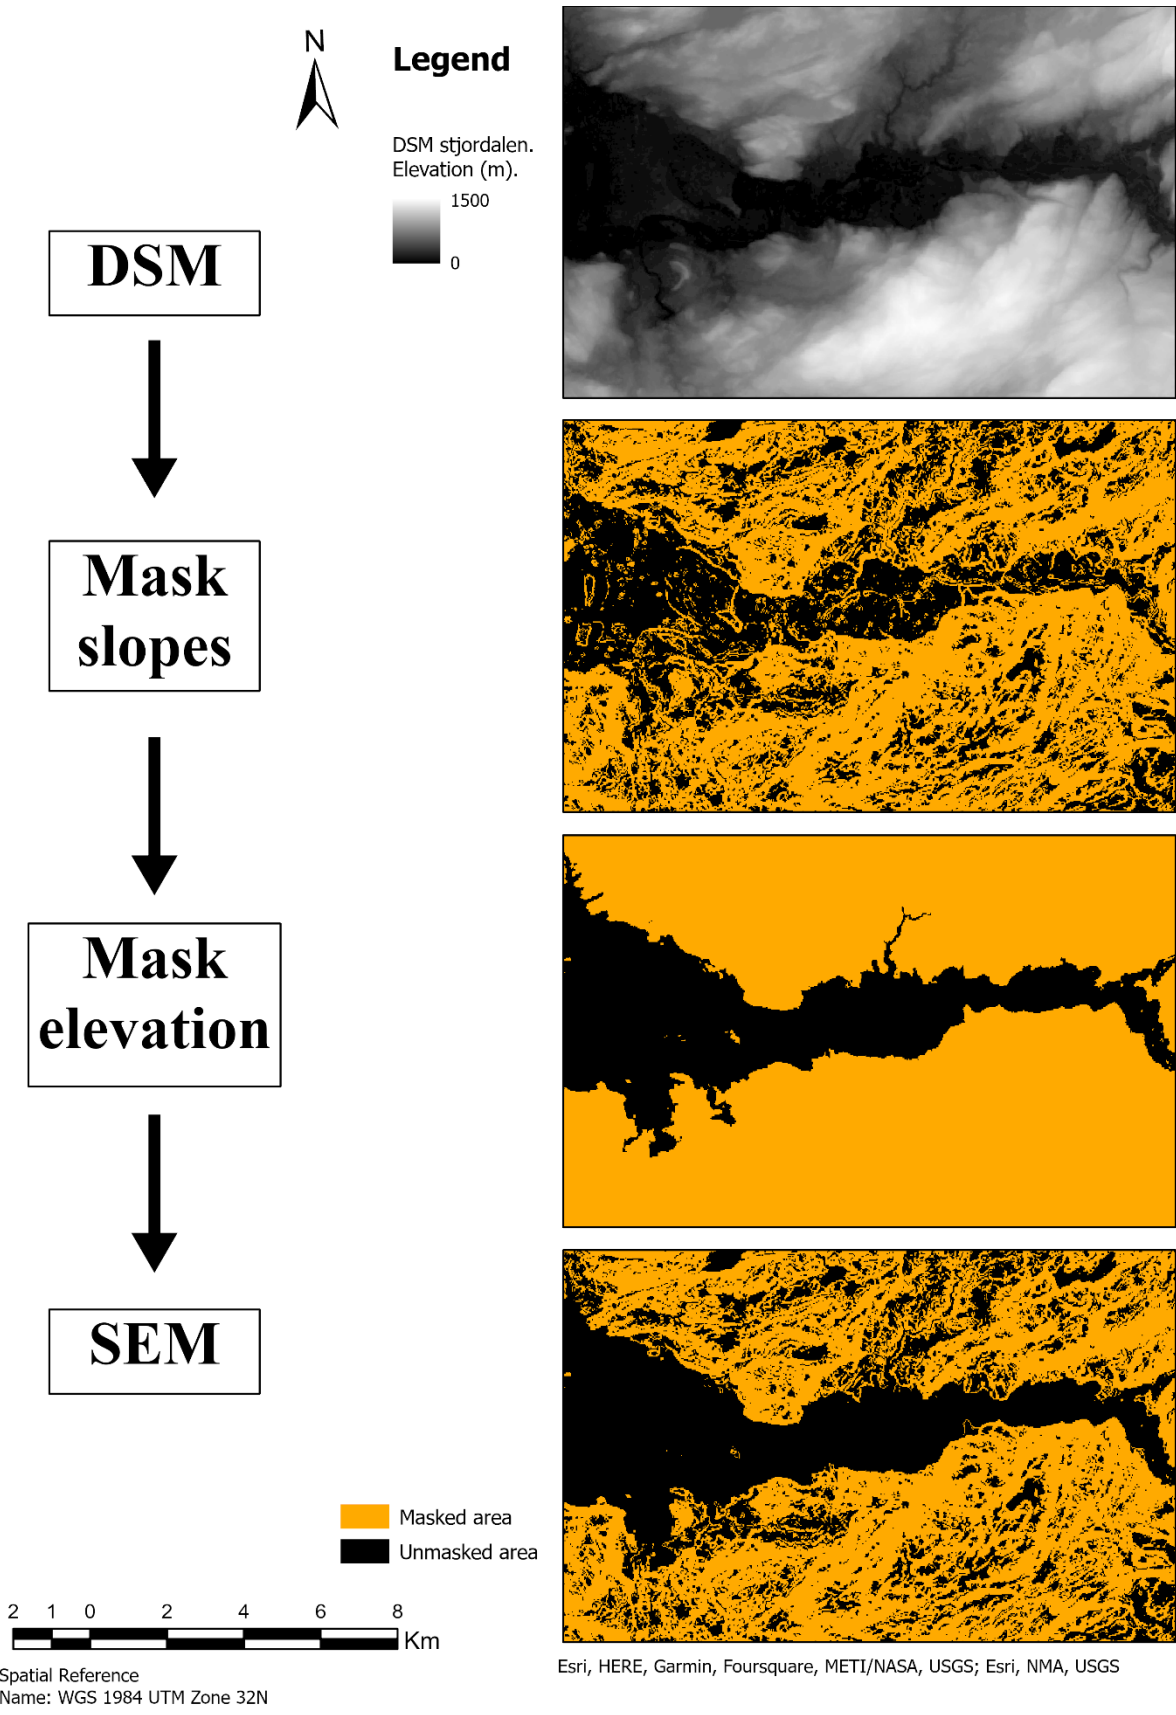 N
Legend
DSM stjordalen.
Elevation (m).
1500
0
DSM
Mask
slopes
Mask
elevation
SEM
Masked area
Unmasked area
2 1 0 2 4 6 8
Km
Spatial Reference
Name: WGS 1984 UTM Zone 32N
Esri, HERE, Garmin, Foursquare, METI/NASA, USGS; Esri, NMA, USGS